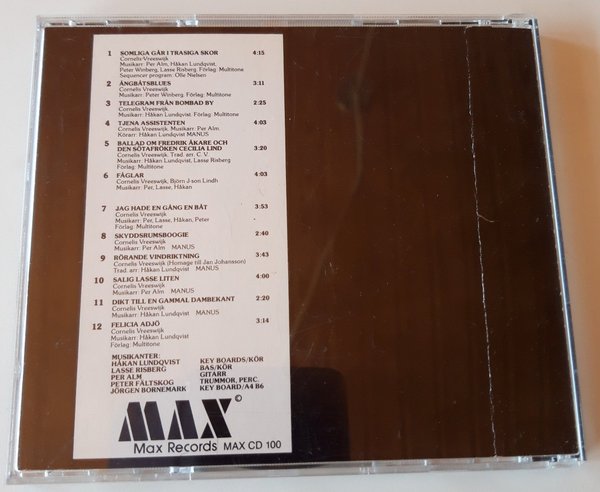 1 SOMLIGA GÅR I TRASIGA SKOR 4:15
Cornelis Vreeswijk
Musikarr: Per Alm, Håkan Lundqvist,
Peter Winberg, Lasse Risberg. Förlag: Multitone
Sequencer program: Olle Nielsen
2 ÅNGBÅTSBLUES 3:11
Cornelis Vreeswijk
Musikarr: Peter Winberg. Förlag: Multitone
3 TELEGRAM FRÅN BOMBAD BY 2:25
Cornelis Vreeswijk
Musikarr: Håkan Lundqvist. Förlag: Multitone
4 TJENA ASSISTENTEN 4:03
Cornelis Vreeswijk, Musikarr: Per Alm.
Körarr: Håkan Lundqvist MANUS
5 BALLAD OM FREDRIK ÅKARE OCH
DEN SÖTAFRÖKEN CECILIA LIND 3:20
Cornelis Vreeswijk, Trad. arr: C. V.
Musikarr: Håkan Lundqvist, Lasse Risberg
Förlag: Multitone
6 FÅGLAR 4:03
Cornelis Vreeswijk, Björn J-son Lindh
Musikarr: Per, Lasse, Håkan
7 JAG HADE EN GÅNG EN BÅT 3:53
Cornelis Vreeswijk
Musikarr: Per, Lasse, Håkan, Peter
Förlag: Multitone
8 SKYDDSRUMSBOOGIE 2:40
Cornelis Vreeswijk
Musikarr: Per Alm MANUS
9 RÖRANDE VINDRIKTNING 3:43
Cornelis Vreeswijk (Homage till Jan Johansson)
Trad. arr: Håkan Lundqvist MANUS
10 SALIG LASSE LITEN 4:00
Cornelis Vreeswijk
Musikarr: Per Alm MANUS
11 DIKT TILL EN GAMMAL DAMBEKANT 2:20
Cornelis Vreeswijk
Musikarr: Håkan Lundqvist MANUS
12 FELICIA ADJÖ 3:14
Cornelis Vreeswijk
Musikarr: Håkan Lundqvist
Förlag: Multitone
MUSIKANTER:
HÅKAN LUNDQVIST KEY BOARDS/KÖR
LASSE RISBERG BAS/KÖR
PER ALM GITARR
PETER FÄLTSKOG TRUMMOR, PERC.
JÖRGEN BORNEMARK KEY BOARD/A4 B6
MAX ©
Max Records MAX CD 100